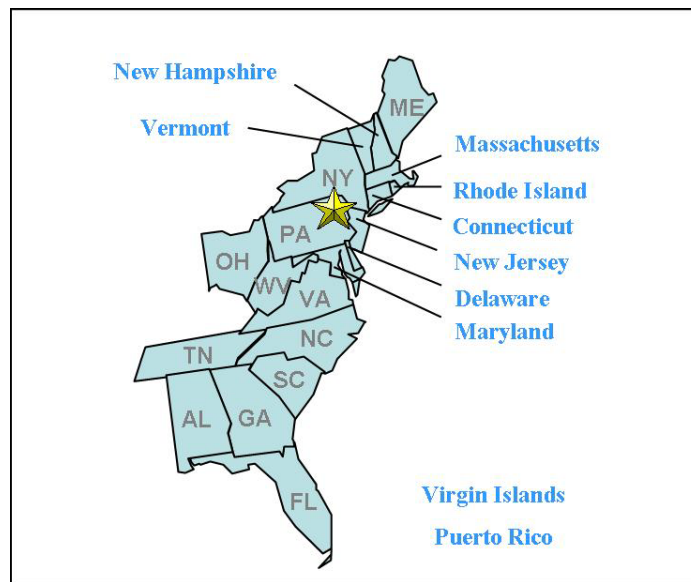 New Hampshire
ME
Vermont
Massachusetts
NY
Rhode Island
Connecticut
PA
New Jersey
OH
WV
Delaware
VA
Maryland
NC
TN
SC
AL
GA
FL
Virgin Islands
Puerto Rico